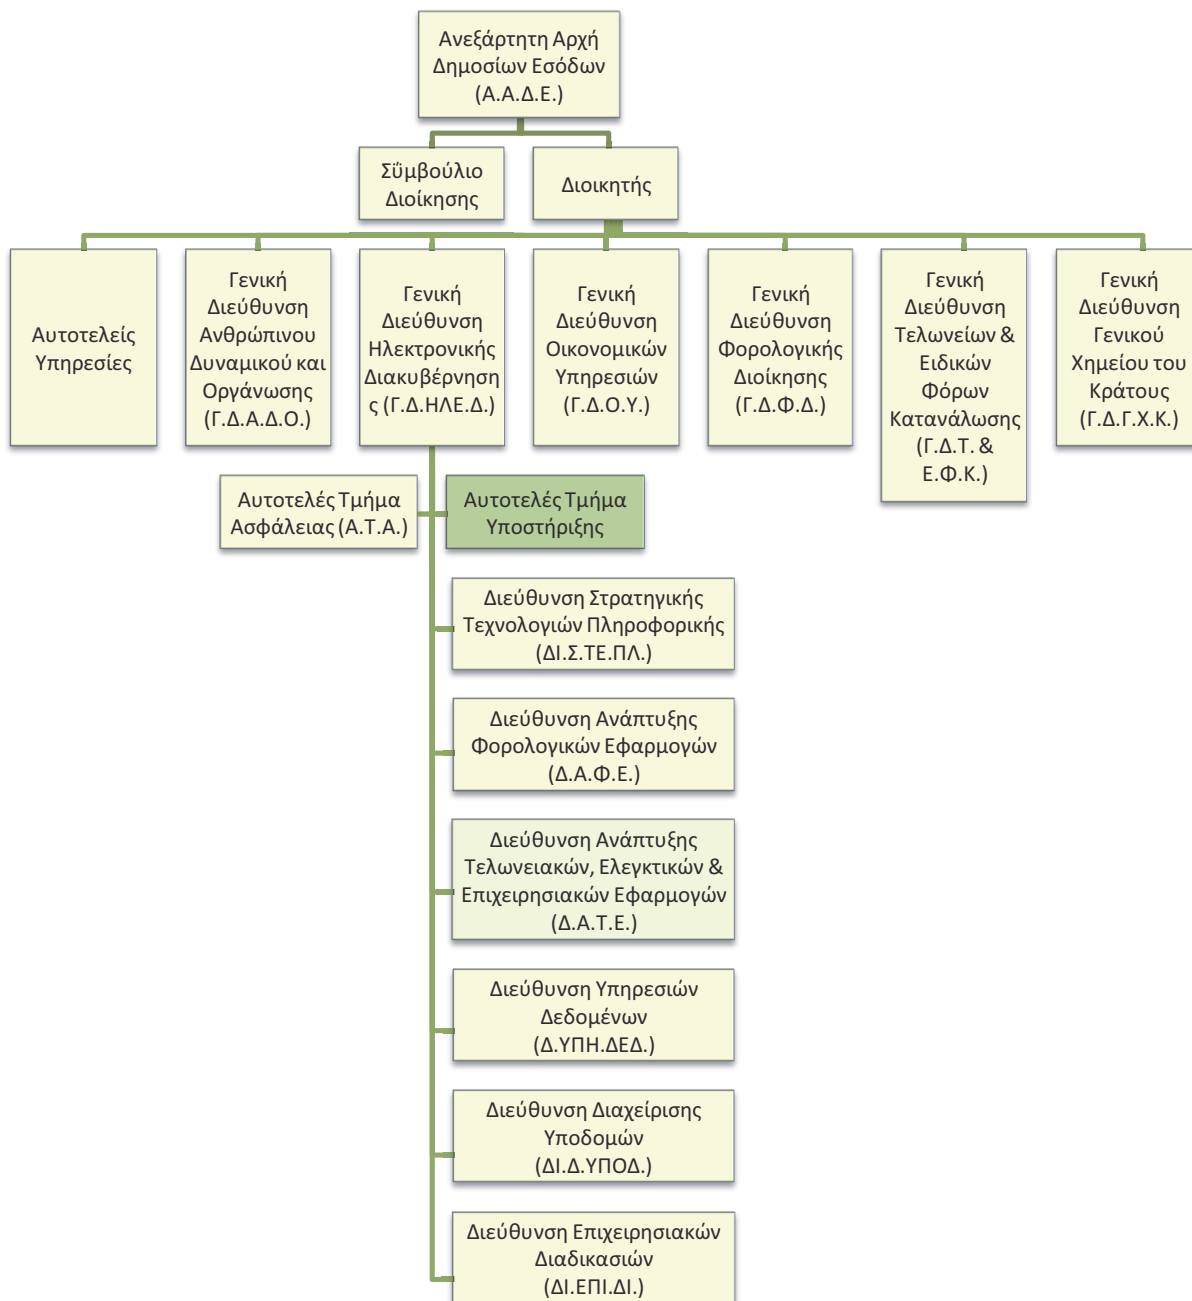 Ανεξάρτητη Αρχή
Δημοσίων Εσόδων
(Α.Α.Δ.Ε.)
Σΰμβούλιο
Διοίκησης
Διοικητής
Αυτοτελείς
Υπηρεσίες
Γενική
Διεύθυνση
Ανθρώπινου
Δυναμικού και
Οργάνωσης
(Γ.Δ.Α.Δ.Ο.)
Γενική
Διεύθυνση
Ηλεκτρονικής
Διακυβέρνηση
ς (Γ.Δ.ΗΛΕ.Δ.)
Γενική
Διεύθυνση
Οικονομικών
Υπηρεσιών
(Γ.Δ.Ο.Υ.)
Γενική
Διεύθυνση
Φορολογικής
Διοίκησης
(Γ.Δ.Φ.Δ.)
Γενική
Διεύθυνση
Τελωνείων &
Ειδικών
Φόρων
Κατανάλωσης
(Γ.Δ.Τ. &
Ε.Φ.Κ.)
Γενική
Διεύθυνση
Γενικού
Χημείου του
Κράτους
(Γ.Δ.Γ.Χ.Κ.)
Αυτοτελές Τμήμα
Ασφάλειας (Α.Τ.Α.)
Αυτοτελές Τμήμα
Υποστήριξης
Διεύθυνση Στρατηγικής
Τεχνολογιών Πληροφορικής
(ΔΙ.Σ.ΤΕ.ΠΛ.)
Διεύθυνση Ανάπτυξης
Φορολογικών Εφαρμογών
(Δ.Α.Φ.Ε.)
Διεύθυνση Ανάπτυξης
Τελωνειακών, Ελεγκτικών &
Επιχειρησιακών Εφαρμογών
(Δ.Α.Τ.Ε.)
Διεύθυνση Υπηρεσιών
Δεδομένων
(Δ.ΥΠΗ.ΔΕΔ.)
Διεύθυνση Διαχείρισης
Υποδομών
(ΔΙ.Δ.ΥΠΟΔ.)
Διεύθυνση Επιχειρησιακών
Διαδικασιών
(ΔΙ.ΕΠΙ.ΔΙ.)